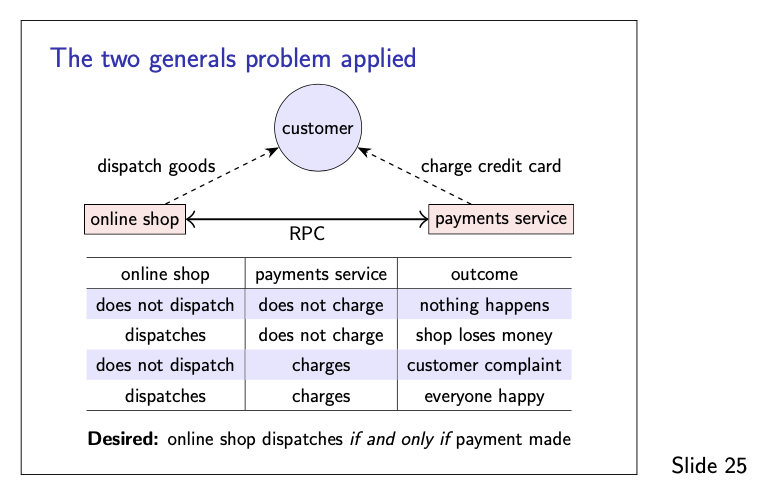 The two generals problem applied
customer
dispatch goods
charge credit card
online shop
payments service
RPC
online shop payments service outcome
does not dispatch does not charge nothing happens
dispatches does not charge shop loses money
does not dispatch charges customer complaint
dispatches charges everyone happy
Desired: online shop dispatches if and only if payment made
Slide 25